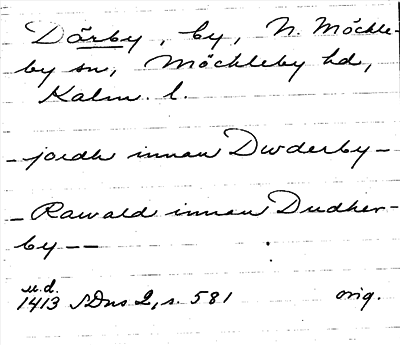 Dörby, by, N. Möckle-
by sn, Möckleby hd,
Kalm. l.
- jordh innan Dwderby -
- Rawald innan Dudher-
by --
u.d.
1413 SDns 2, s. 581 orig.